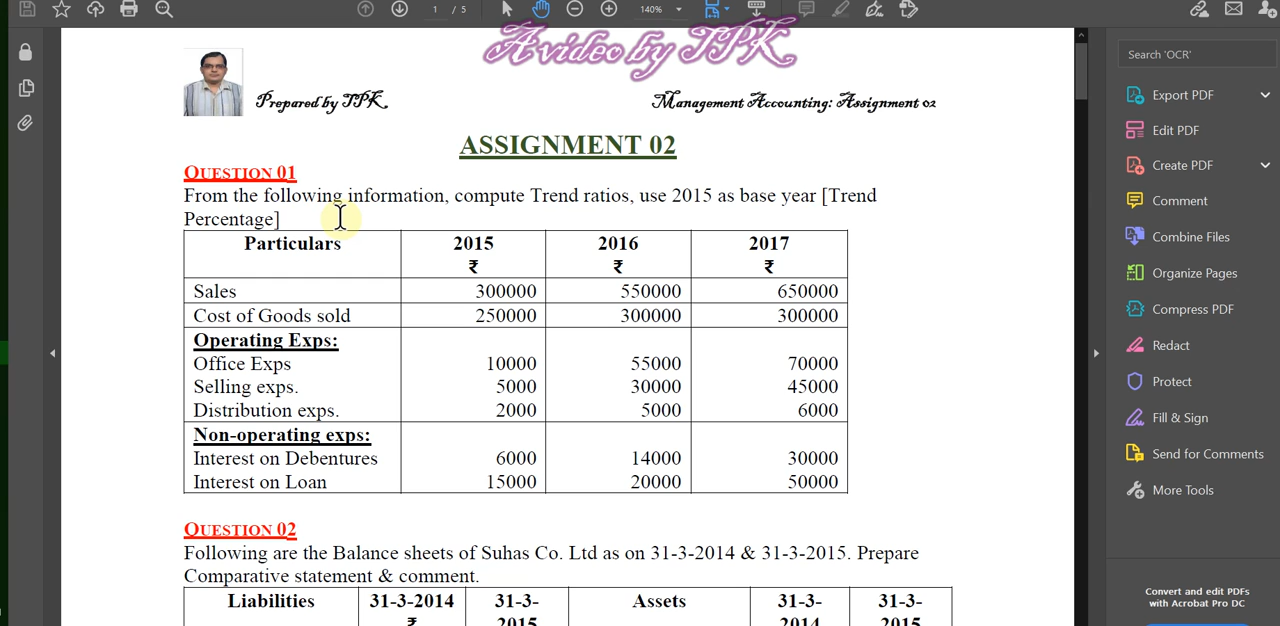 1 / 5
140%
A video by TPK
Prepared by TPK
Management Accounting: Assignment 02
ASSIGNMENT 02
QUESTION 01
From the following information, compute Trend ratios, use 2015 as base year [Trend
Percentage]
Particulars 2015 2016 2017
₹ ₹ ₹
Sales 300000 550000 650000
Cost of Goods sold 250000 300000 300000
Operating Exps:
Office Exps 10000 55000 70000
Selling exps. 5000 30000 45000
Distribution exps. 2000 5000 6000
Non-operating exps:
Interest on Debentures 6000 14000 30000
Interest on Loan 15000 20000 50000
QUESTION 02
Following are the Balance sheets of Suhas Co. Ltd as on 31-3-2014 & 31-3-2015. Prepare
Comparative statement & comment.
Liabilities 31-3-2014 31-3- Assets 31-3- 31-3-
₹ 2015 2014 2015
Search 'OCR'
Export PDF
Edit PDF
Create PDF
Comment
Combine Files
Organize Pages
Compress PDF
Redact
Protect
Fill & Sign
Send for Comments
More Tools
Convert and edit PDFs
with Acrobat Pro DC